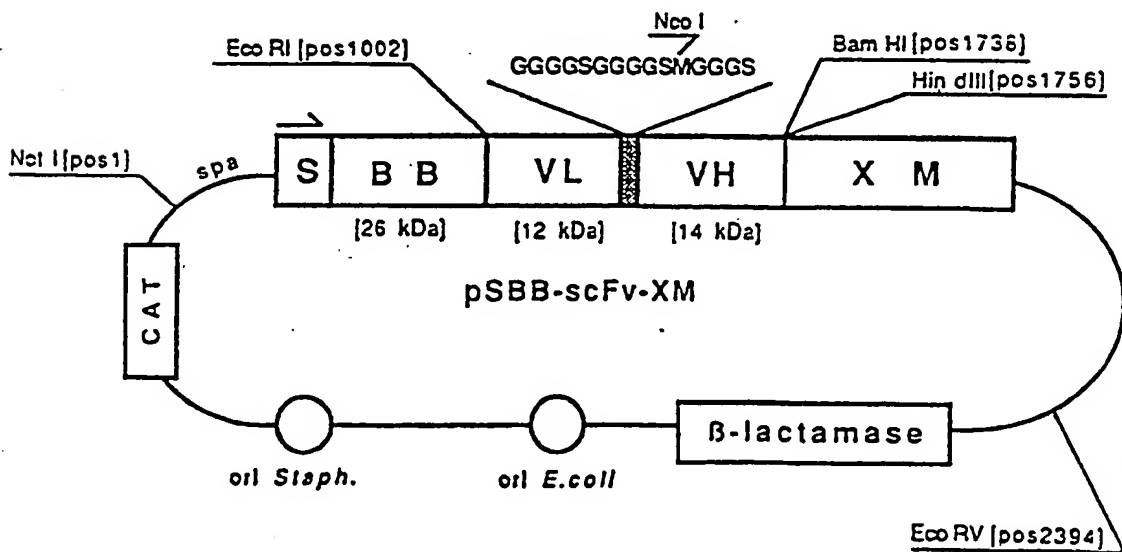 Nco I
Eco RI [pos1002]
GGGGSGGGGSMGGGS
Bam HI [pos1738]
Hin dIII [pos1756]
Not I [pos1]
spa
S
B B
VL
VH
X M
[26 kDa]
[12 kDa]
[14 kDa]
CAT
pSBB-scFv-XM
ß-lactamase
ori Staph.
ori E.coli
Eco RV [pos2394]